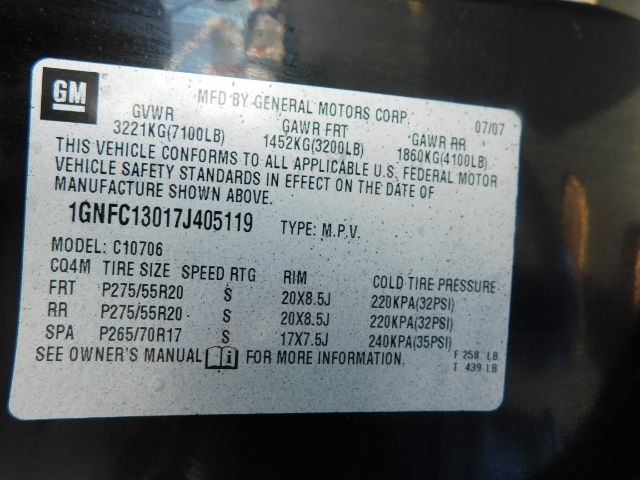 GM
MFD BY GENERAL MOTORS CORP. 07/07
GVWR GAWR FRT GAWR RR
3221KG(7100LB) 1452KG(3200LB) 1860KG(4100LB)
THIS VEHICLE CONFORMS TO ALL APPLICABLE U.S. FEDERAL MOTOR
VEHICLE SAFETY STANDARDS IN EFFECT ON THE DATE OF
MANUFACTURE SHOWN ABOVE.
1GNFC13017J405119 TYPE: M.P.V.
MODEL: C10706
CQ4M TIRE SIZE SPEED RTG RIM COLD TIRE PRESSURE
FRT P275/55R20 S 20X8.5J 220KPA(32PSI)
RR P275/55R20 S 20X8.5J 220KPA(32PSI)
SPA P265/70R17 S 17X7.5J 240KPA(35PSI)
SEE OWNER'S MANUAL i FOR MORE INFORMATION.
F 258 LB
T 439 LB